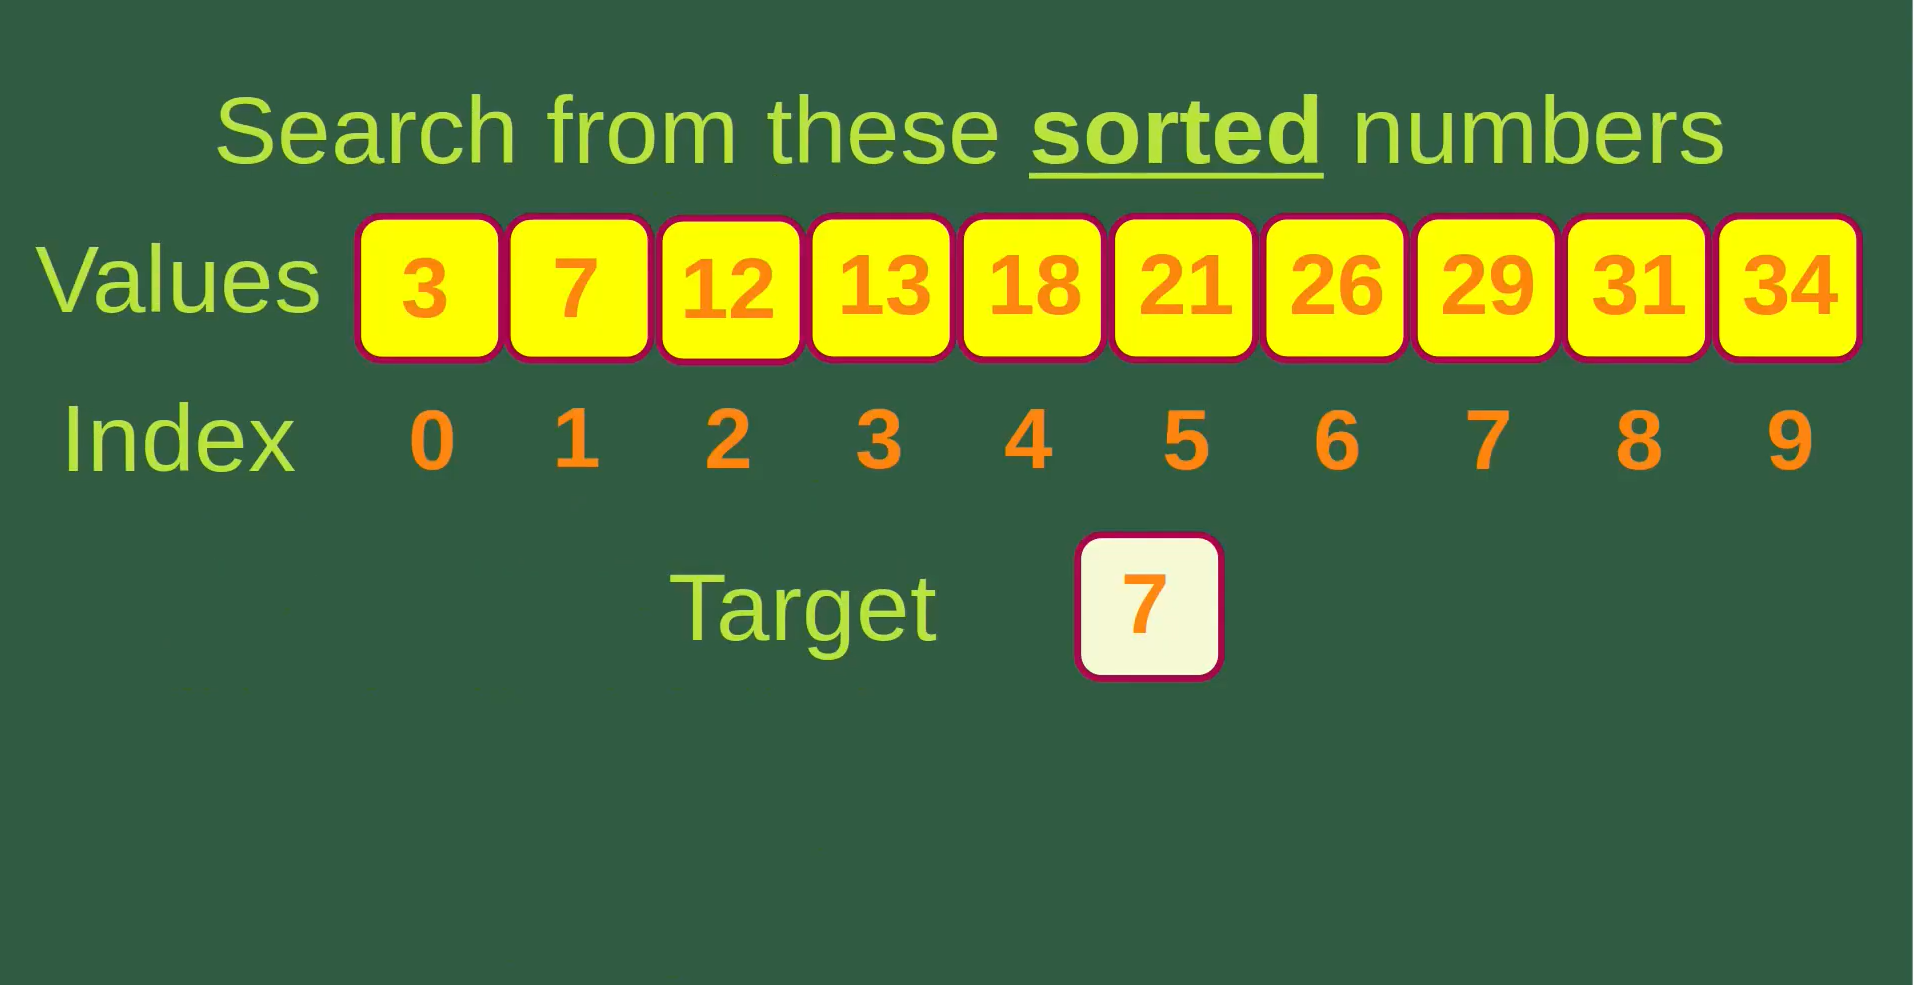 Search from these sorted numbers
Values 3 7 12 13 18 21 26 29 31 34
Index 0 1 2 3 4 5 6 7 8 9
Target 7